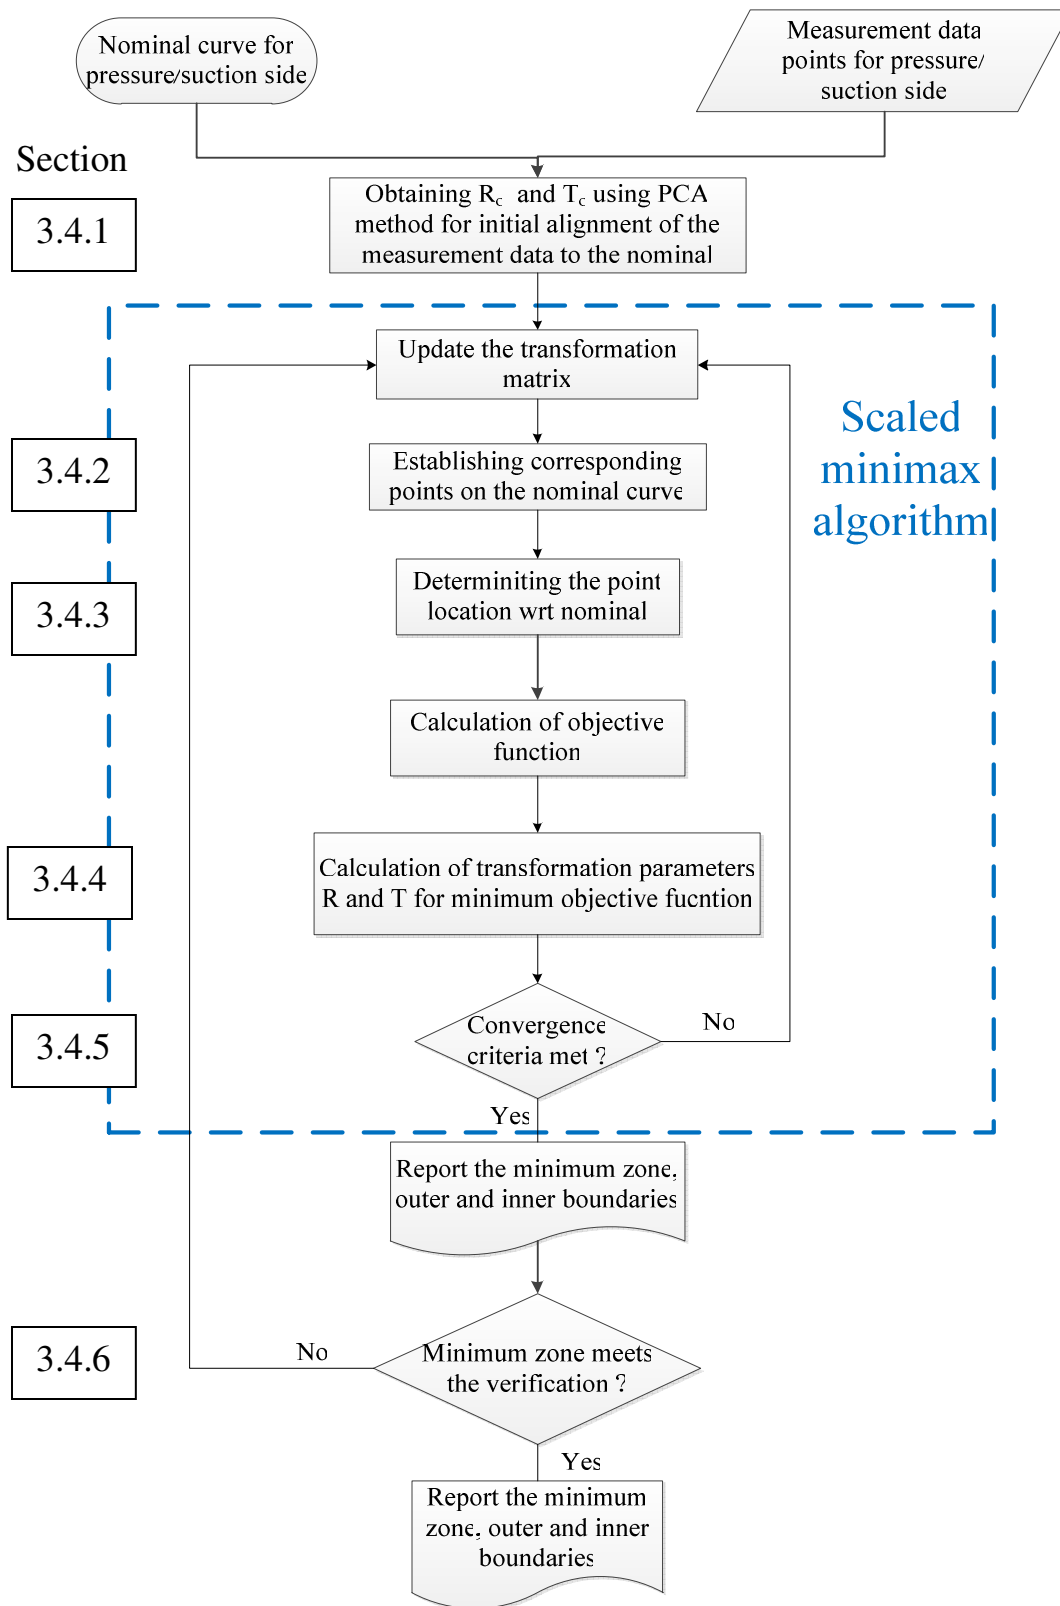 Nominal curve for
pressure/suction side
Measurement data
points for pressure/
suction side
Section
3.4.1
Obtaining Rc and Tc using PCA
method for initial alignment of the
measurement data to the nominal
Update the transformation
matrix
Scaled
minimax
algorithm
3.4.2
Establishing corresponding
points on the nominal curve
3.4.3
Determiniting the point
location wrt nominal
Calculation of objective
function
3.4.4
Calculation of transformation parameters
R and T for minimum objective fucntion
3.4.5
Convergence
criteria met ?
No
Yes
Report the minimum zone,
outer and inner boundaries
3.4.6
No
Minimum zone meets
the verification ?
Yes
Report the minimum
zone, outer and inner
boundaries